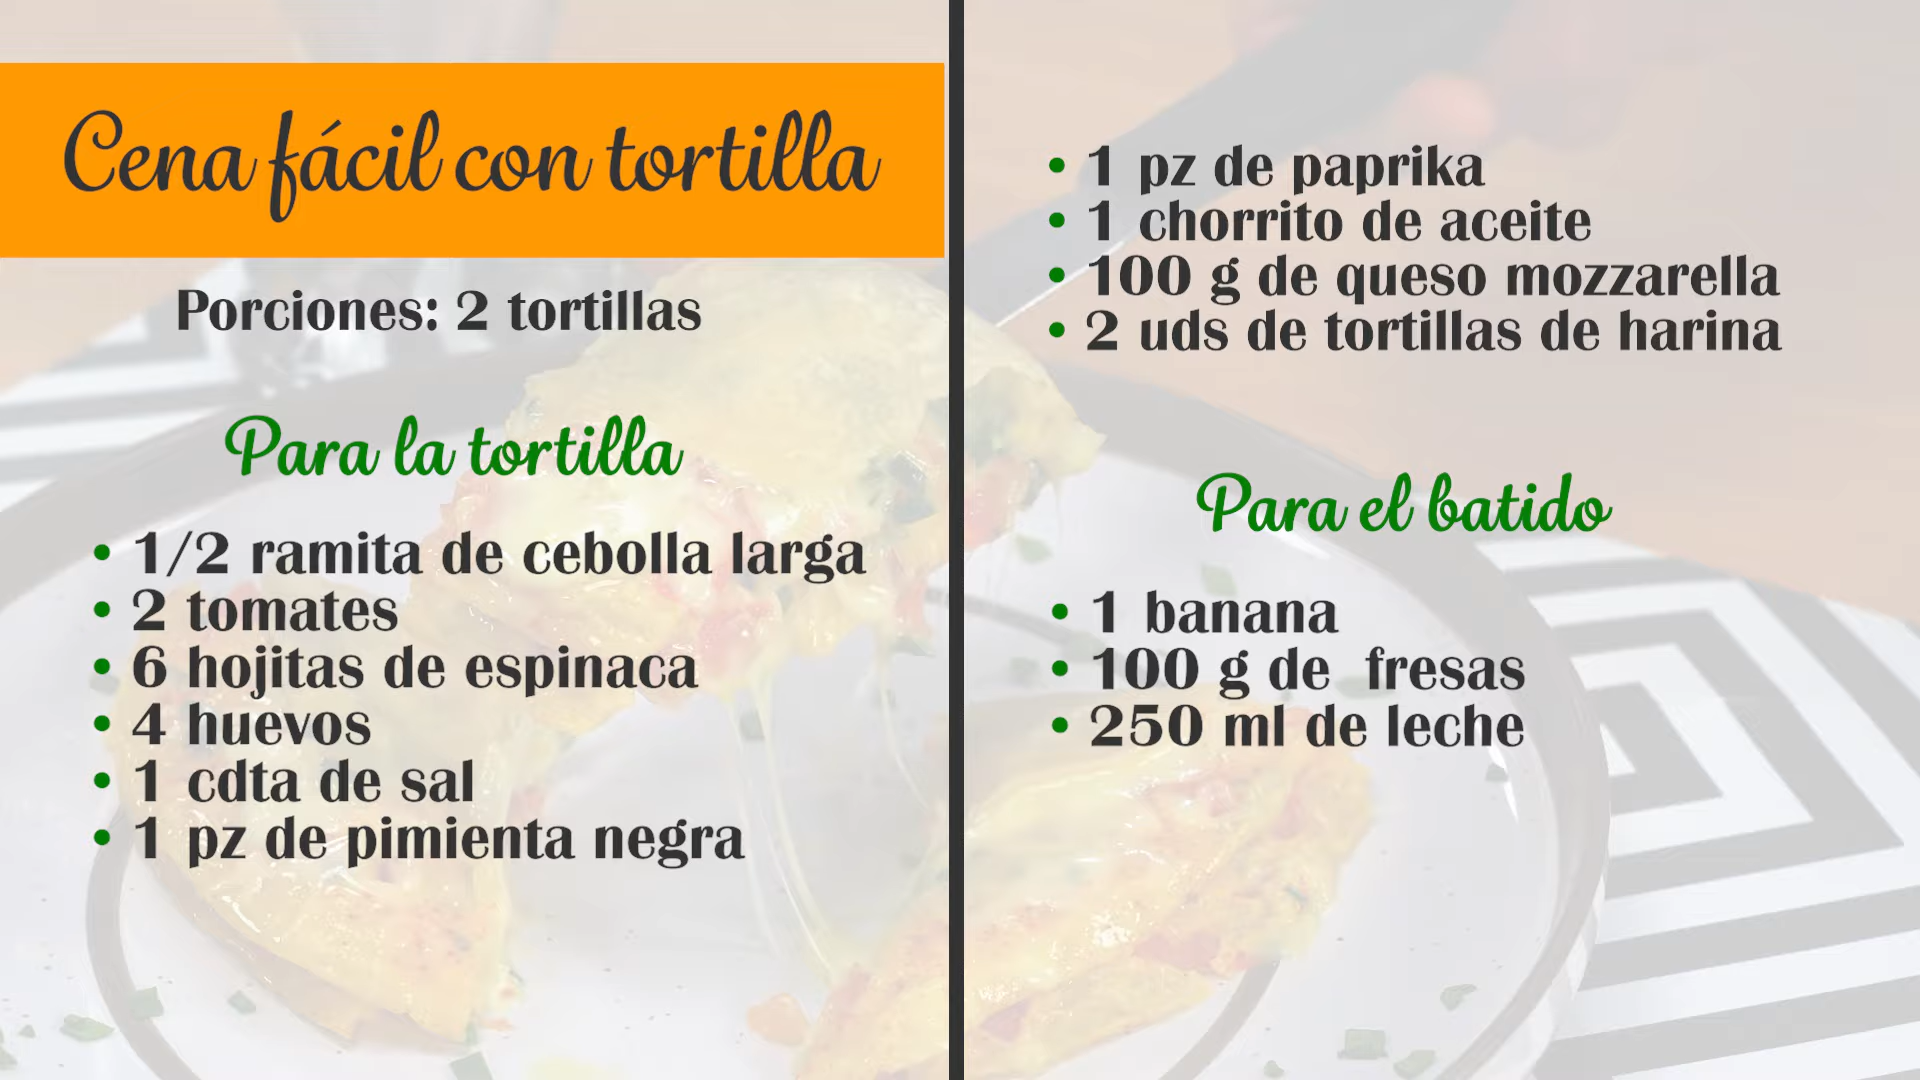 Cena fácil con tortilla
Porciones: 2 tortillas
Para la tortilla
• 1/2 ramita de cebolla larga
• 2 tomates
• 6 hojitas de espinaca
• 4 huevos
• 1 cdta de sal
• 1 pz de pimienta negra
• 1 pz de paprika
• 1 chorrito de aceite
• 100 g de queso mozzarella
• 2 uds de tortillas de harina
Para el batido
• 1 banana
• 100 g de fresas
• 250 ml de leche